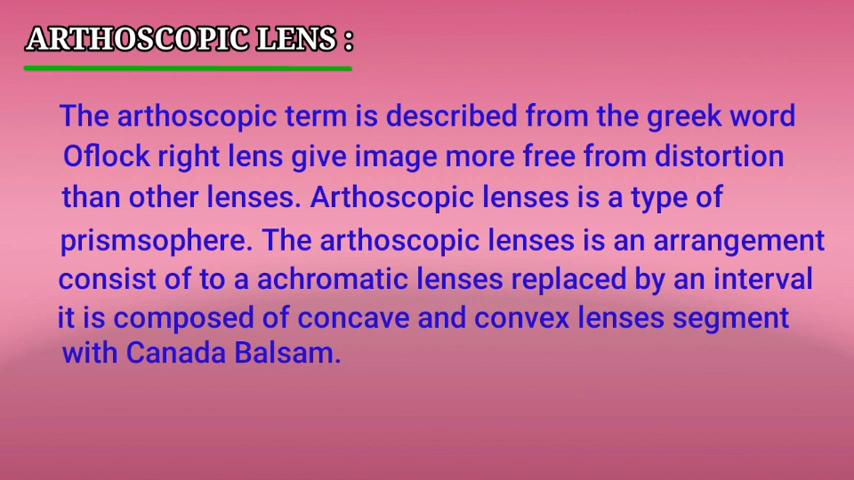 ARTHOSCOPIC LENS :
The arthoscopic term is described from the greek word
Oflock right lens give image more free from distortion
than other lenses. Arthoscopic lenses is a type of
prismsophere. The arthoscopic lenses is an arrangement
consist of to a achromatic lenses replaced by an interval
it is composed of concave and convex lenses segment
with Canada Balsam.